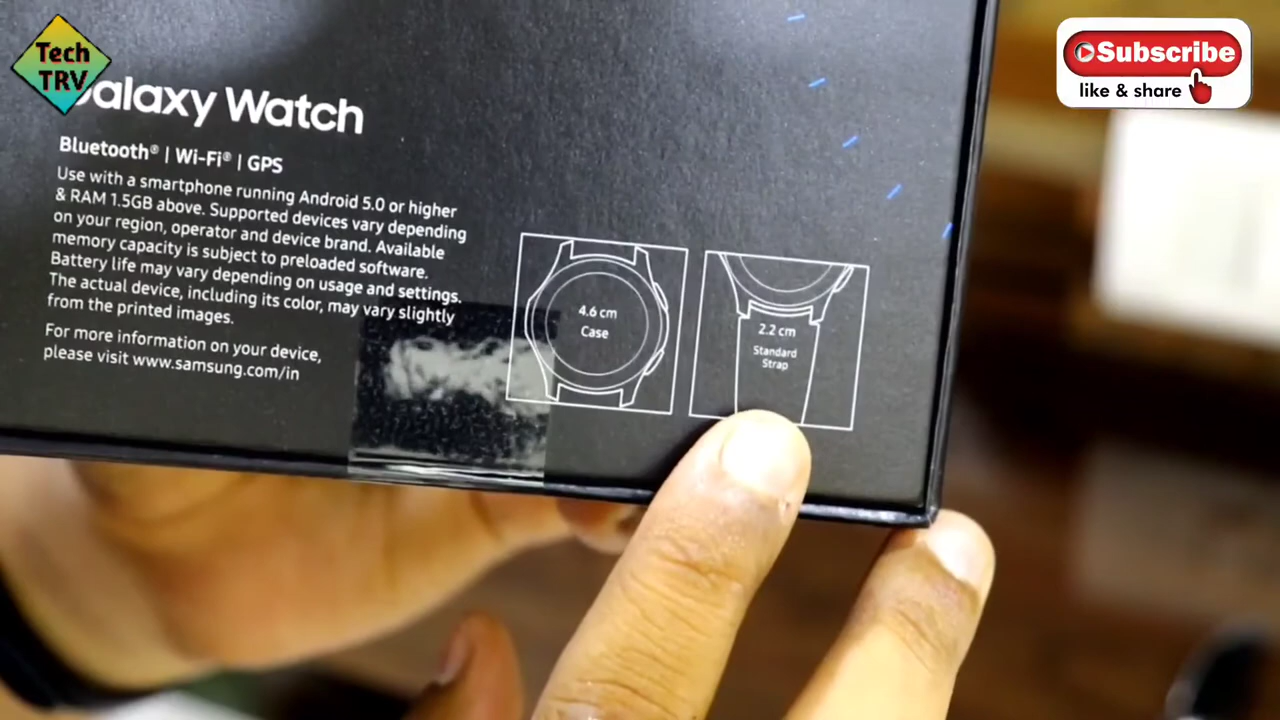 Tech
TRV
Subscribe
like & share
Galaxy Watch
Bluetooth® | Wi-Fi® | GPS
Use with a smartphone running Android 5.0 or higher
& RAM 1.5GB above. Supported devices vary depending
on your region, operator and device brand. Available
memory capacity is subject to preloaded software.
Battery life may vary depending on usage and settings.
The actual device, including its color, may vary slightly
from the printed images.
For more information on your device,
please visit www.samsung.com/in
4.6 cm
Case
2.2 cm
Standard
Strap